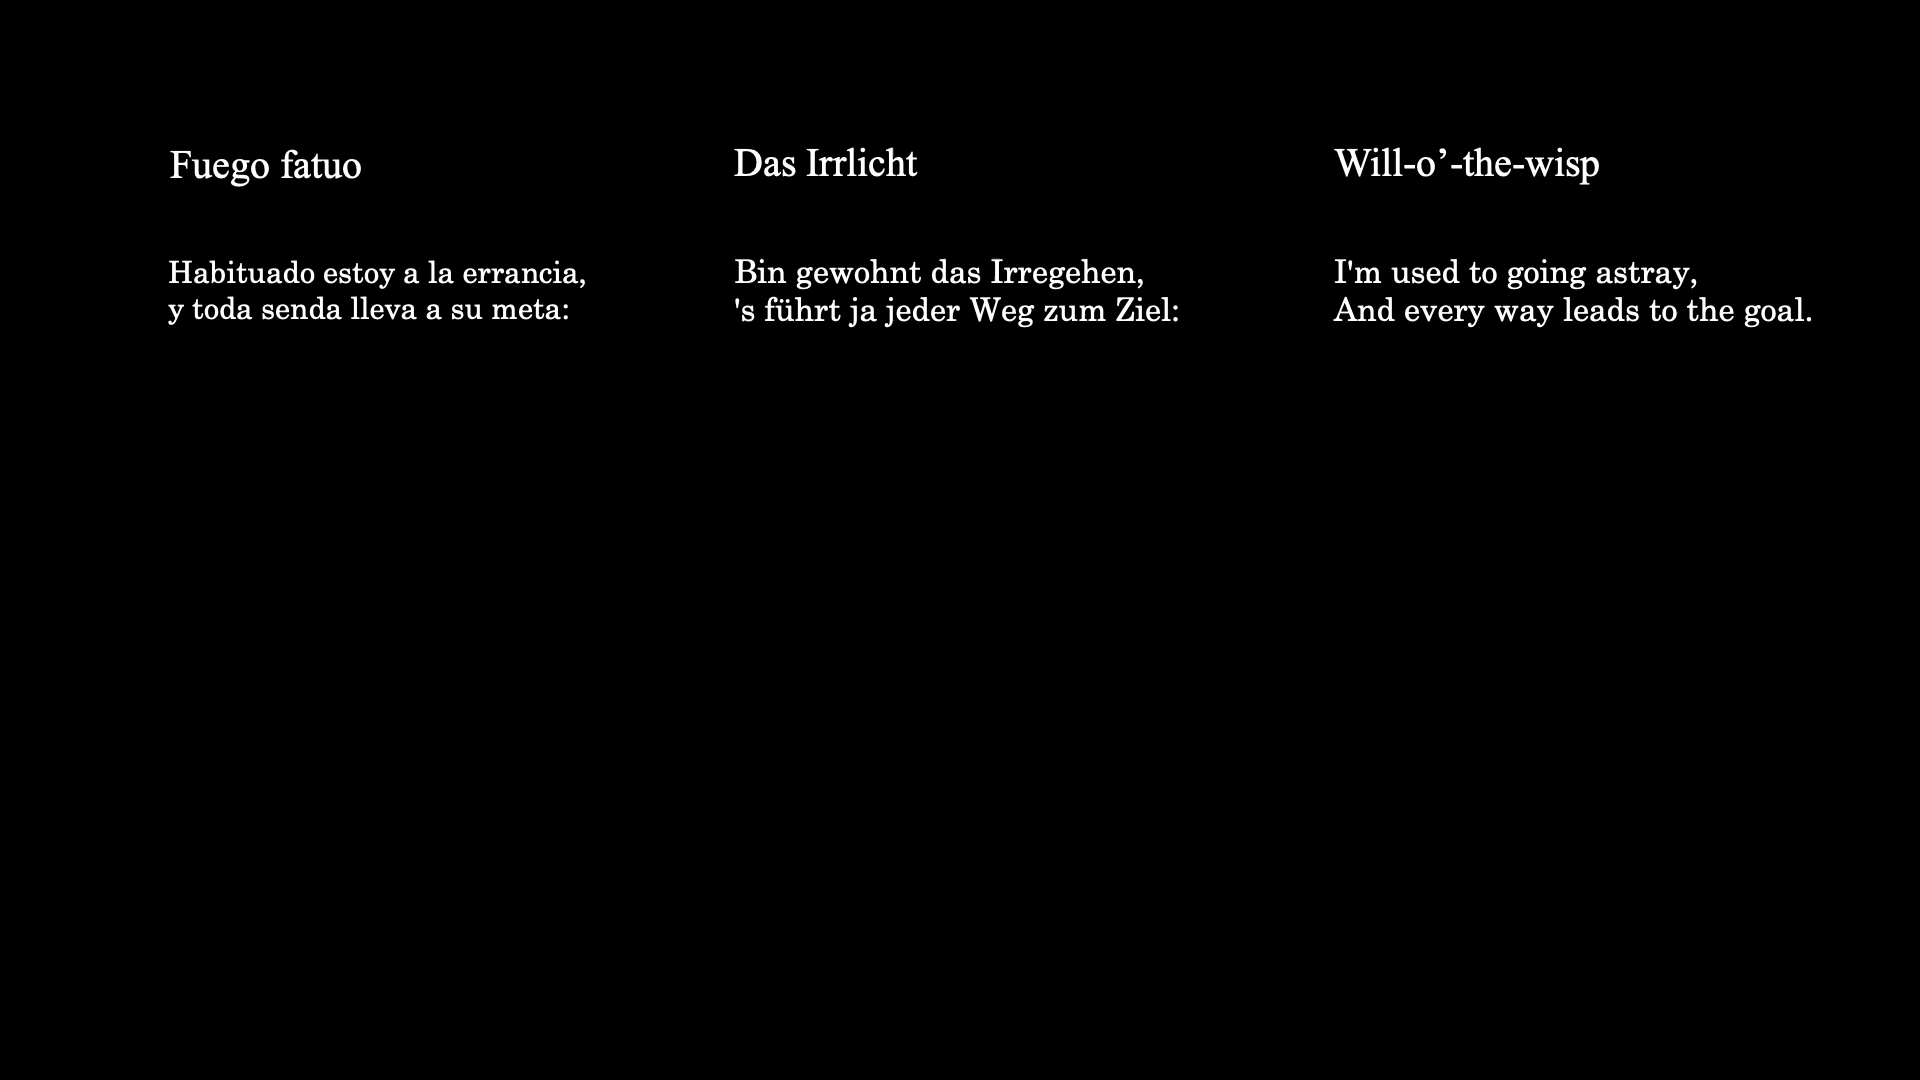 Fuego fatuo
Habituado estoy a la errancia,
y toda senda lleva a su meta:
Das Irrlicht
Bin gewohnt das Irregehen,
's führt ja jeder Weg zum Ziel:
Will-o’-the-wisp
I'm used to going astray,
And every way leads to the goal.